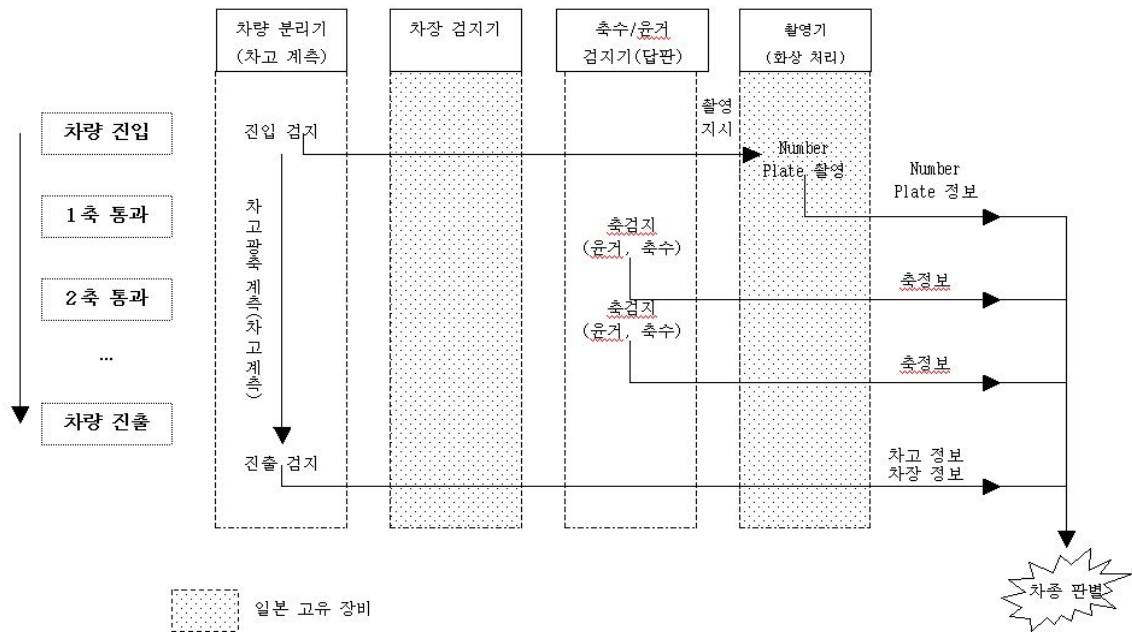 차량 분리기
(차고 계측)
차장 검지기
축수/윤거
검지기(답판)
촬영기
(화상 처리)
차량 진입
1축 통과
2축 통과
...
차량 진출
진입 검지
차고광축 계측(차고계측)
진출 검지
촬영
지시
Number
Plate 촬영
Number
Plate 정보
축검지
(윤거, 축수)
축정보
축검지
(윤거, 축수)
축정보
차고 정보
차장 정보
차종 판별
일본 고유 장비